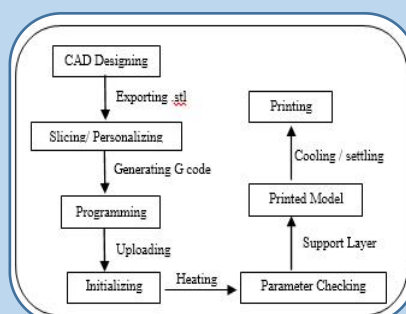 CAD Designing
Exporting .stl
Slicing/ Personalizing
Generating G code
Programming
Uploading
Initializing
Heating
Parameter Checking
Support Layer
Printed Model
Cooling / settling
Printing